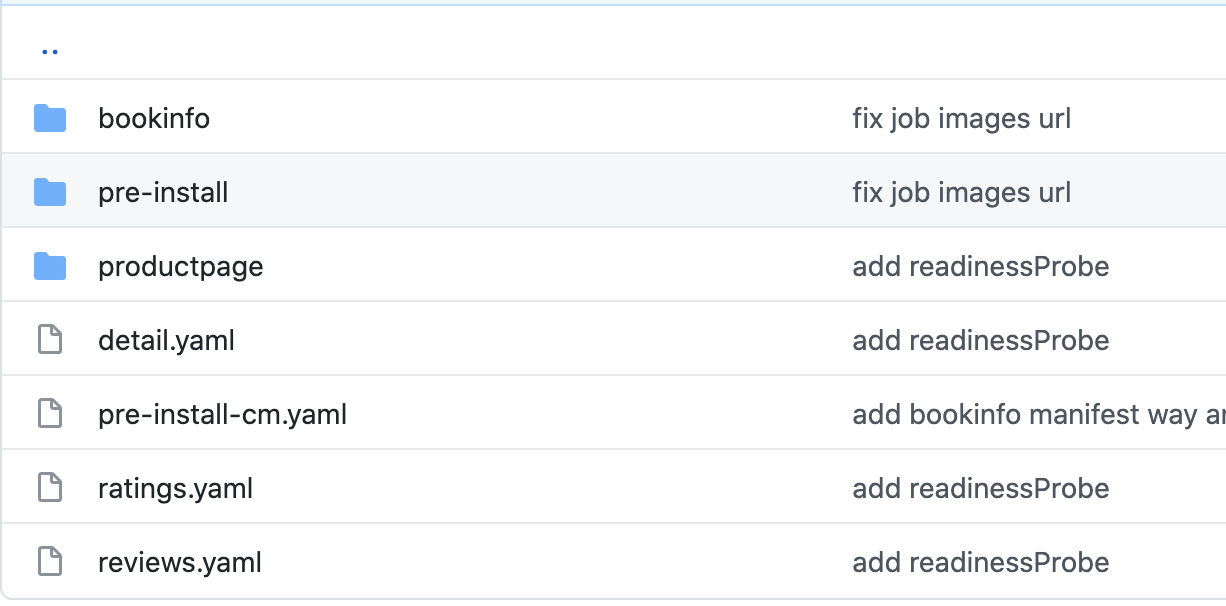 ..
bookinfo fix job images url
pre-install fix job images url
productpage add readinessProbe
detail.yaml add readinessProbe
pre-install-cm.yaml add bookinfo manifest way
ratings.yaml add readinessProbe
reviews.yaml add readinessProbe